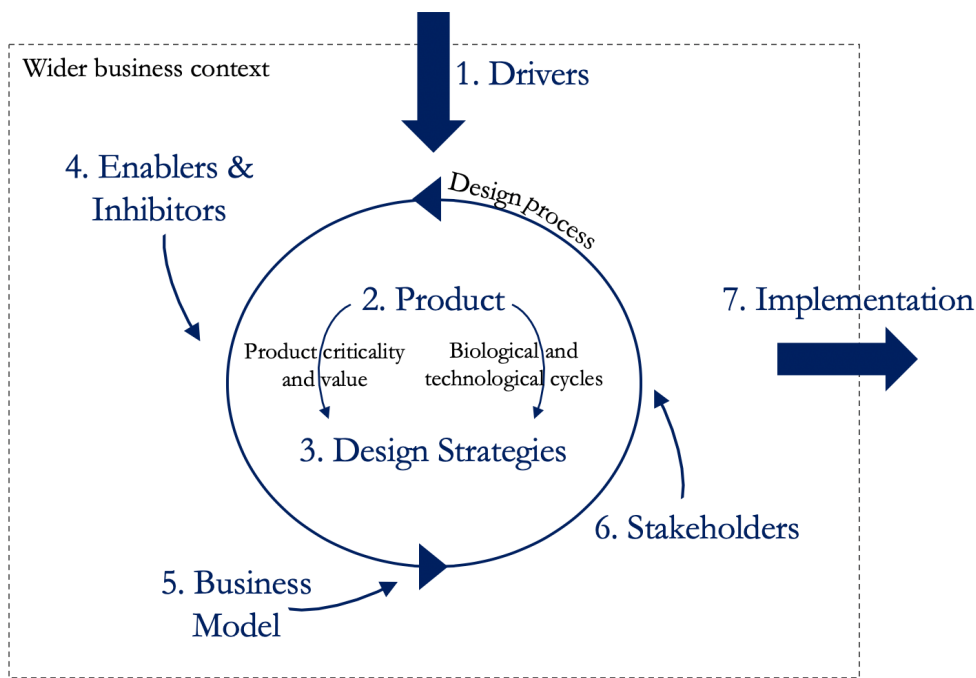 Wider business context
1. Drivers
4. Enablers &
Inhibitors
Design process
2. Product
7. Implementation
Product criticality
and value
Biological and
technological cycles
3. Design Strategies
6. Stakeholders
5. Business
Model